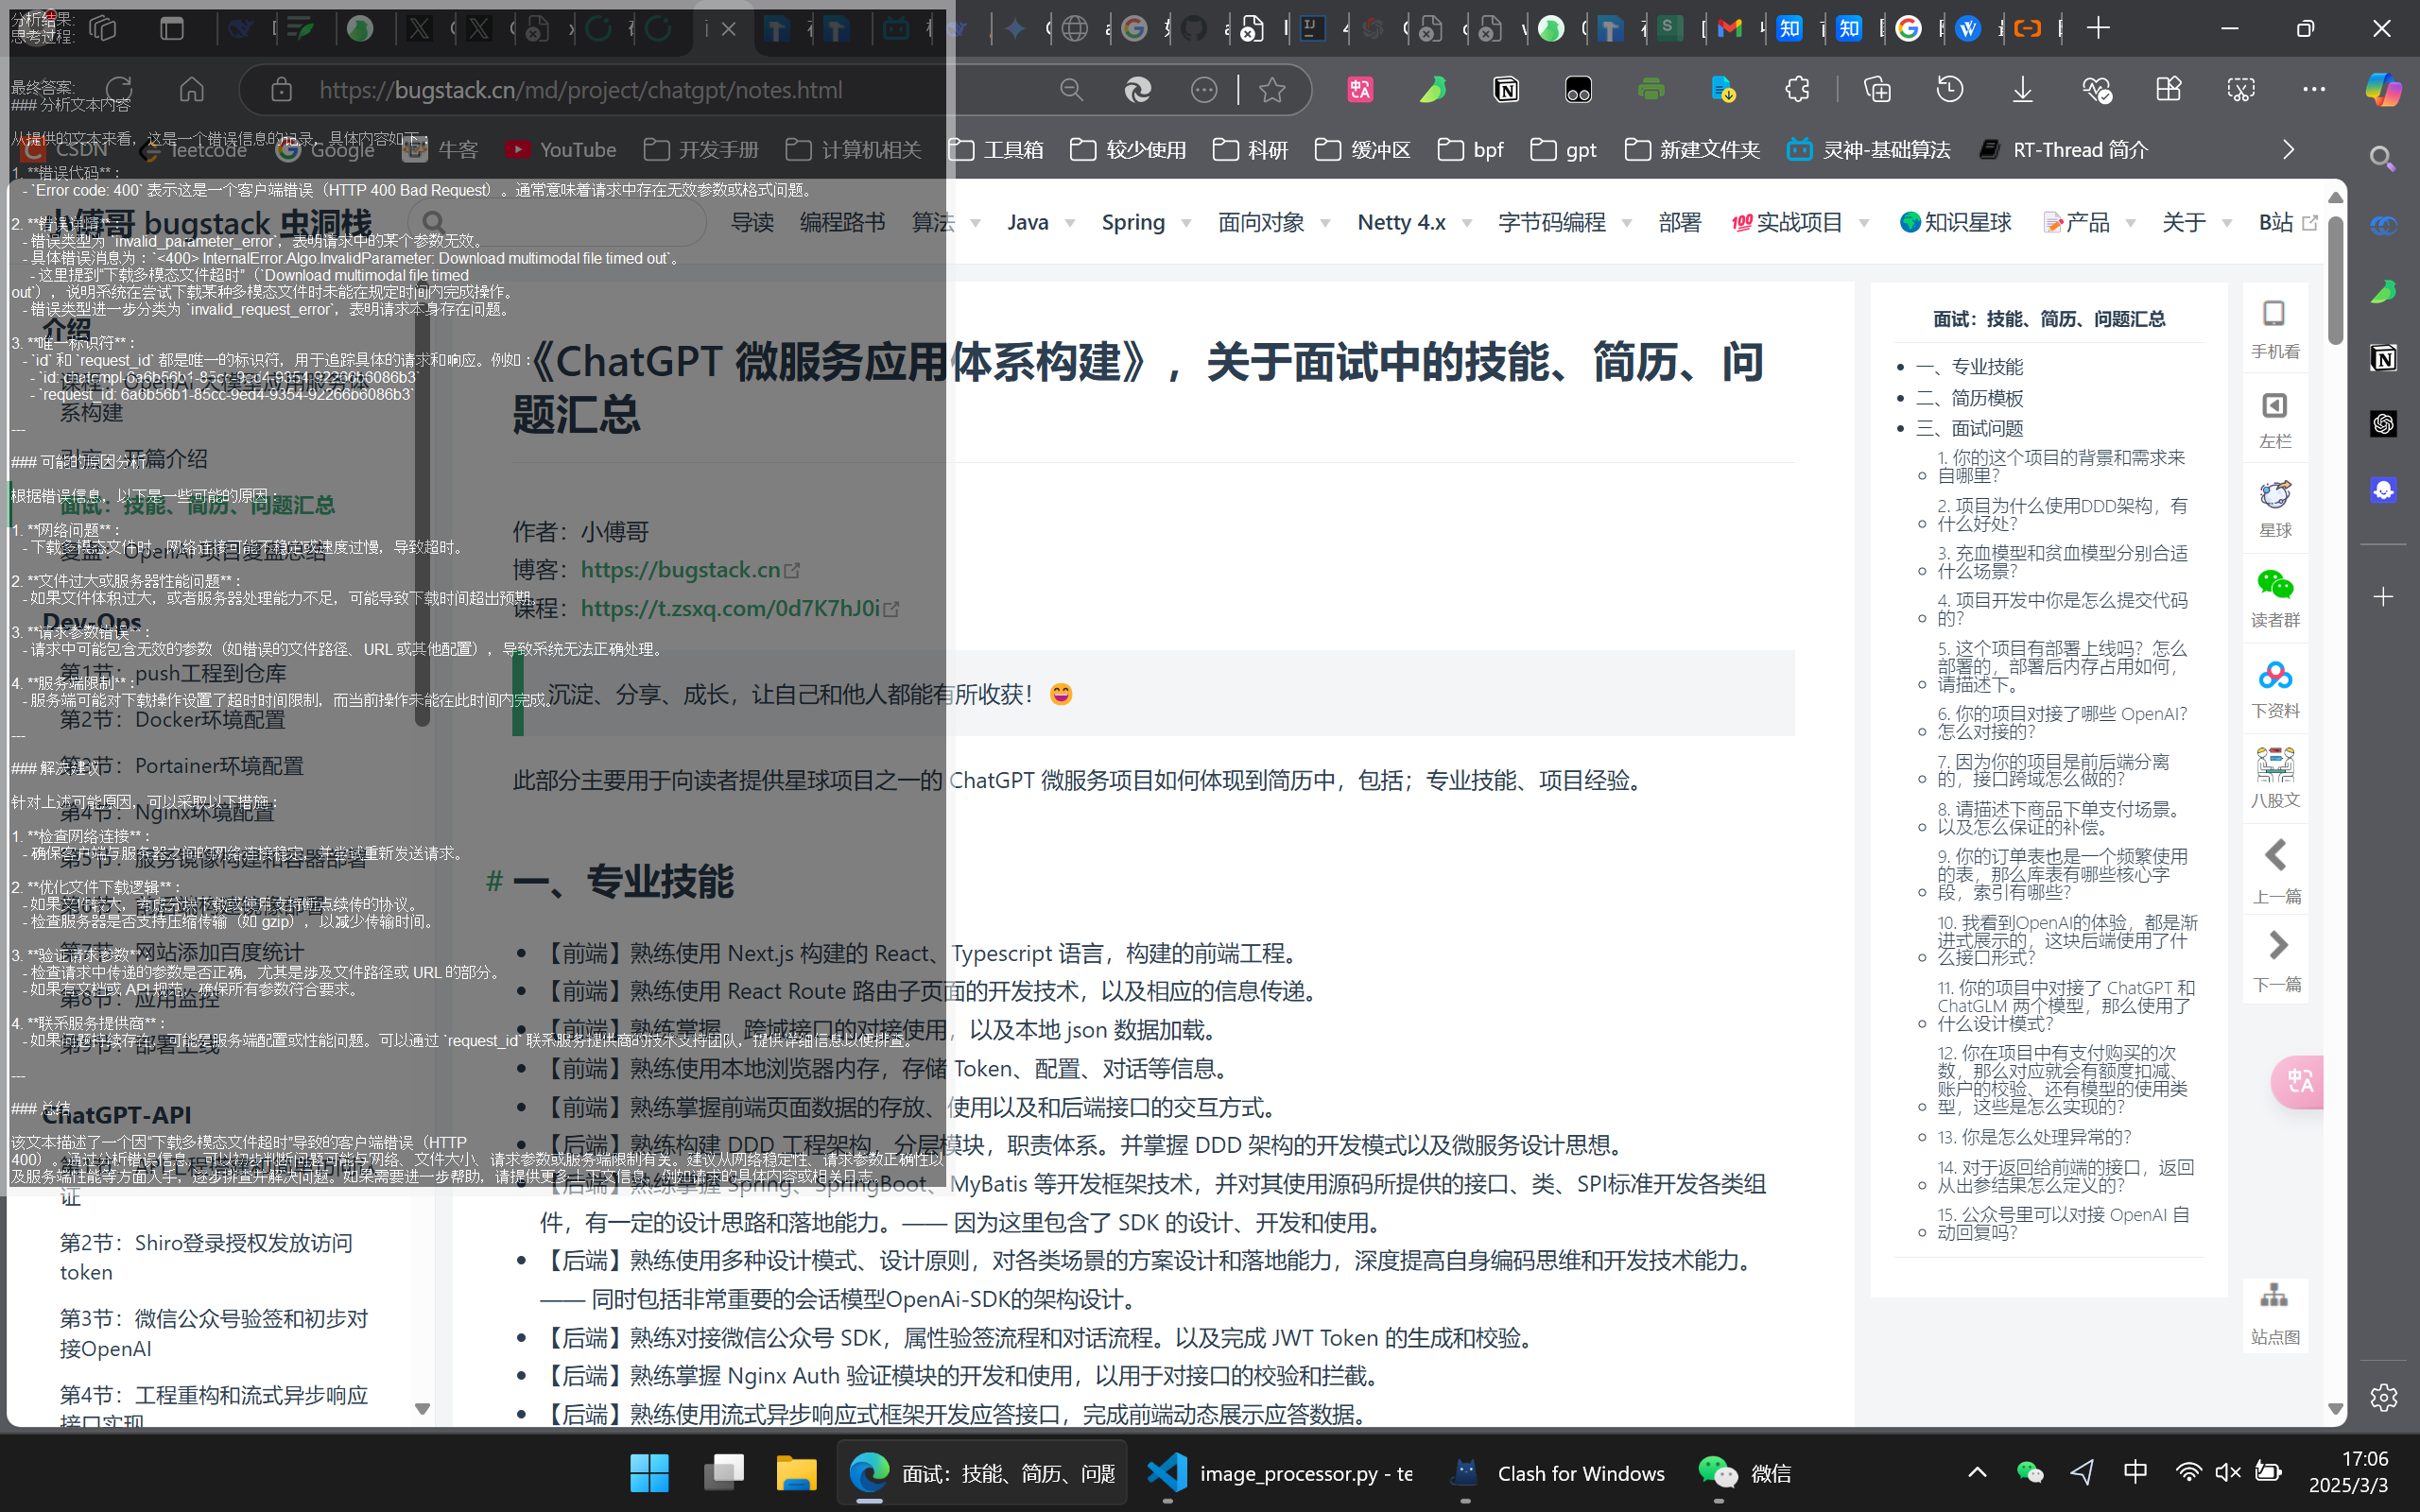 分析结果:
思考过程:
最终答案:
### 分析文本内容
从提供的文本来看，这是一个错误信息的记录，具体内容如下：
1. **错误代码**：
- `Error code: 400` 表示这是一个客户端错误（HTTP 400 Bad Request）。通常意味着请求中存在无效参数或格式问题。
2. **错误详情**：
- 错误类型为 `invalid_parameter_error`，表明请求中的某个参数无效。
- 具体错误消息为：`<400> InternalError.Algo.InvalidParameter: Download multimodal file timed out`。
- 这里提到“下载多模态文件超时”（`Download multimodal file timed
out`），说明系统在尝试下载某种多模态文件时未能在规定时间内完成操作。
- 错误类型进一步分类为 `invalid_request_error`，表明请求本身存在问题。
3. **唯一标识符**：
- `id` 和 `request_id` 都是唯一的标识符，用于追踪具体的请求和响应。例如：
- `id: chatcmpl-6a6b56b1-85cc-9ed4-9354-92266b6086b3`
- `request_id: 6a6b56b1-85cc-9ed4-9354-92266b6086b3`
---
### 可能的原因分析
根据错误信息，以下是一些可能的原因：
1. **网络问题**：
- 下载多模态文件时，网络连接可能不稳定或速度过慢，导致超时。
2. **文件过大或服务器性能问题**：
- 如果文件体积过大，或者服务器处理能力不足，可能导致下载时间超出预期。
3. **请求参数错误**：
- 请求中可能包含无效的参数（如错误的文件路径、URL 或其他配置），导致系统无法正确处理。
4. **服务端限制**：
- 服务端可能对下载操作设置了超时时间限制，而当前操作未能在此时间内完成。
---
### 解决建议
针对上述可能原因，可以采取以下措施：
1. **检查网络连接**：
- 确保客户端与服务器之间的网络连接稳定，并尝试重新发送请求。
2. **优化文件下载逻辑**：
- 如果文件较大，考虑分块下载或使用支持断点续传的协议。
- 检查服务器是否支持压缩传输（如 gzip），以减少传输时间。
3. **验证请求参数**：
- 检查请求中传递的参数是否正确，尤其是涉及文件路径或 URL 的部分。
- 如果有文档或 API 规范，确保所有参数符合要求。
4. **联系服务提供商**：
- 如果问题持续存在，可能是服务端配置或性能问题。可以通过 `request_id` 联系服务提供商的技术支持团队，提供详细信息以便排查。
---
### 总结
该文本描述了一个因“下载多模态文件超时”导致的客户端错误（HTTP
400）。通过分析错误信息，可以初步判断问题可能与网络、文件大小、请求参数或服务端限制有关。建议从网络稳定性、请求参数正确性以
及服务端性能等方面入手，逐步排查并解决问题。如果需要进一步帮助，请提供更多上下文信息，例如请求的具体内容或相关日志。
https://bugstack.cn/md/project/chatgpt/notes.html
CSDN leetcode Google 牛客 YouTube 开发手册 计算机相关 工具箱 较少使用 科研 缓冲区 bpf gpt 新建文件夹 灵神-基础算法 RT-Thread 简介
小傅哥 bugstack 虫洞栈 导读 编程路书 算法 Java Spring 面向对象 Netty 4.x 字节码编程 部署 实战项目 知识星球 产品 关于 B站
介绍
课程：OpenAI 大模型应用服务体
系构建
引言：开篇介绍
面试：技能、简历、问题汇总
复盘：OpenAI 项目复盘总结
Dev-Ops
第1节：push工程到仓库
第2节：Docker环境配置
第3节：Portainer环境配置
第4节：Nginx环境配置
第5节：服务镜像构建和容器部署
第7节：网站添加百度统计
第8节：应用监控
第9节：部署上线
ChatGPT-API
证
第2节：Shiro登录授权发放访问
token
第3节：微信公众号验签和初步对
接OpenAI
第4节：工程重构和流式异步响应
接口实现
《ChatGPT 微服务应用体系构建》，关于面试中的技能、简历、问
题汇总
作者：小傅哥
博客：https://bugstack.cn
课程：https://t.zsxq.com/0d7K7hJ0i
沉淀、分享、成长，让自己和他人都能有所收获！😄
此部分主要用于向读者提供星球项目之一的 ChatGPT 微服务项目如何体现到简历中，包括；专业技能、项目经验。
# 一、专业技能
【前端】熟练使用 Next.js 构建的 React、Typescript 语言，构建的前端工程。
【前端】熟练使用 React Route 路由子页面的开发技术，以及相应的信息传递。
【前端】熟练掌握，跨域接口的对接使用，以及本地 json 数据加载。
【前端】熟练使用本地浏览器内存，存储 Token、配置、对话等信息。
【前端】熟练掌握前端页面数据的存放、使用以及和后端接口的交互方式。
【后端】熟练构建 DDD 工程架构，分层模块，职责体系。并掌握 DDD 架构的开发模式以及微服务设计思想。
【后端】熟练掌握 Spring、SpringBoot、MyBatis 等开发框架技术，并对其使用源码所提供的接口、类、SPI标准开发各类组
件，有一定的设计思路和落地能力。—— 因为这里包含了 SDK 的设计、开发和使用。
【后端】熟练使用多种设计模式、设计原则，对各类场景的方案设计和落地能力，深度提高自身编码思维和开发技术能力。
—— 同时包括非常重要的会话模型OpenAi-SDK的架构设计。
【后端】熟练对接微信公众号 SDK，属性验签流程和对话流程。以及完成 JWT Token 的生成和校验。
【后端】熟练掌握 Nginx Auth 验证模块的开发和使用，以用于对接口的校验和拦截。
【后端】熟练使用流式异步响应式框架开发应答接口，完成前端动态展示应答数据。
面试：技能、简历、问题汇总
一、专业技能
二、简历模板
三、面试问题
1. 你的这个项目的背景和需求来
自哪里？
2. 项目为什么使用DDD架构，有
什么好处？
3. 充血模型和贫血模型分别合适
什么场景？
4. 项目开发中你是怎么提交代码
的？
5. 这个项目有部署上线吗？怎么
部署的，部署后内存占用如何，
请描述下。
6. 你的项目对接了哪些 OpenAI？
怎么对接的？
7. 因为你的项目是前后端分离
的，接口跨域怎么做的？
8. 请描述下商品下单支付场景。
以及怎么保证的补偿。
9. 你的订单表也是一个频繁使用
的表，那么库表有哪些核心字
段，索引有哪些？
10. 我看到OpenAI的体验，都是渐
进式展示的，这块后端使用了什
么接口形式？
11. 你的项目中对接了 ChatGPT 和
ChatGLM 两个模型，那么使用了
什么设计模式？
12. 你在项目中有支付购买的次
数，那么对应就会有额度扣减、
账户的校验、还有模型的使用类
型，这些是怎么实现的？
13. 你是怎么处理异常的？
14. 对于返回给前端的接口，返回
从出参结果怎么定义的？
15. 公众号里可以对接 OpenAI 自
动回复吗？
手机看
左栏
星球
读者群
下资料
八股文
上一篇
下一篇
站点图
面试：技能、简历、问题 image_processor.py - te Clash for Windows 微信
中
17:06
2025/3/3